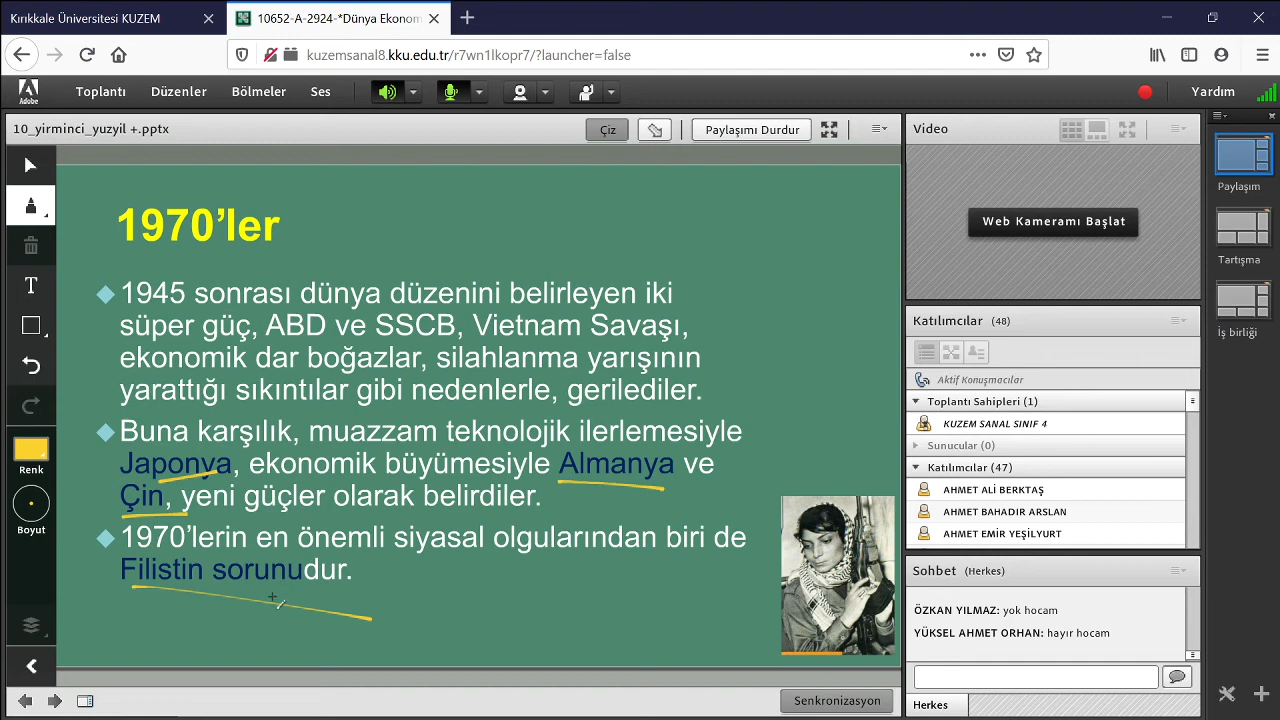 Kırıkkale Üniversitesi KUZEM
10652-A-2924-*Dünya Ekonom
kuzemsanal8.kku.edu.tr/r7wn1lkopr7/?launcher=false
Adobe
Toplantı
Düzenler
Bölmeler
Ses
Yardım
10_yirminci_yuzyil +.pptx
Çiz
Paylaşımı Durdur
1970’ler
1945 sonrası dünya düzenini belirleyen iki
süper güç, ABD ve SSCB, Vietnam Savaşı,
ekonomik dar boğazlar, silahlanma yarışının
yarattığı sıkıntılar gibi nedenlerle, gerilediler.
Buna karşılık, muazzam teknolojik ilerlemesiyle
Japonya, ekonomik büyümesiyle Almanya ve
Çin, yeni güçler olarak belirdiler.
1970’lerin en önemli siyasal olgularından biri de
Filistin sorunudur.
T
Renk
Boyut
Senkronizasyon
Video
Web Kameramı Başlat
Katılımcılar (48)
Aktif Konuşmacılar
Toplantı Sahipleri (1)
KUZEM SANAL SINIF 4
Sunucular (0)
Katılımcılar (47)
AHMET ALİ BERKTAŞ
AHMET BAHADIR ARSLAN
AHMET EMİR YEŞİLYURT
Sohbet (Herkes)
ÖZKAN YILMAZ: yok hocam
YÜKSEL AHMET ORHAN: hayır hocam
Herkes
Paylaşım
Tartışma
İş birliği